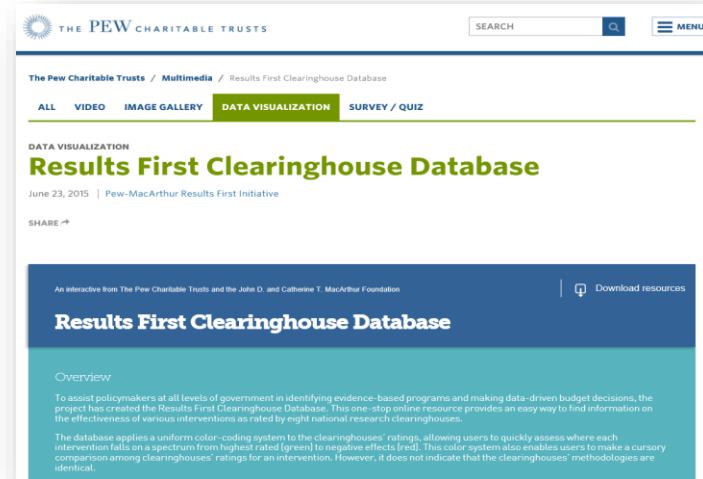 THE PEW CHARITABLE TRUSTS
SEARCH
MENU
The Pew Charitable Trusts / Multimedia / Results First Clearinghouse Database
ALL VIDEO IMAGE GALLERY DATA VISUALIZATION SURVEY / QUIZ
DATA VISUALIZATION
Results First Clearinghouse Database
June 23, 2015 | Pew-MacArthur Results First Initiative
SHARE
An interactive from The Pew Charitable Trusts and the John D. and Catherine T. MacArthur Foundation
Download resources
Results First Clearinghouse Database
Overview
To assist policymakers at all levels of government in identifying evidence-based programs and making data-driven budget decisions, the
project has created the Results First Clearinghouse Database. This one-stop online resource provides an easy way to find information on
the effectiveness of various interventions as rated by eight national research clearinghouses.
The database applies a uniform color-coding system to the clearinghouses' ratings, allowing users to quickly assess where each
intervention falls on a spectrum from highest rated (green) to negative effects (red). This color system also enables users to make a cursory
comparison among clearinghouses' ratings for an intervention. However, it does not indicate that the clearinghouses' methodologies are
identical.